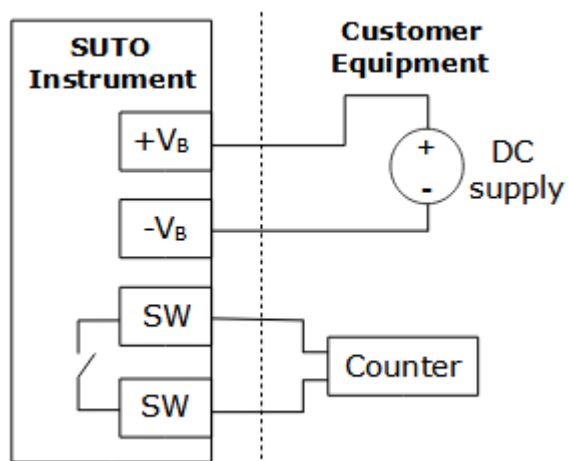 SUTO
Instrument
Customer
Equipment
+VB
+
-
DC
supply
-VB
SW
Counter
SW